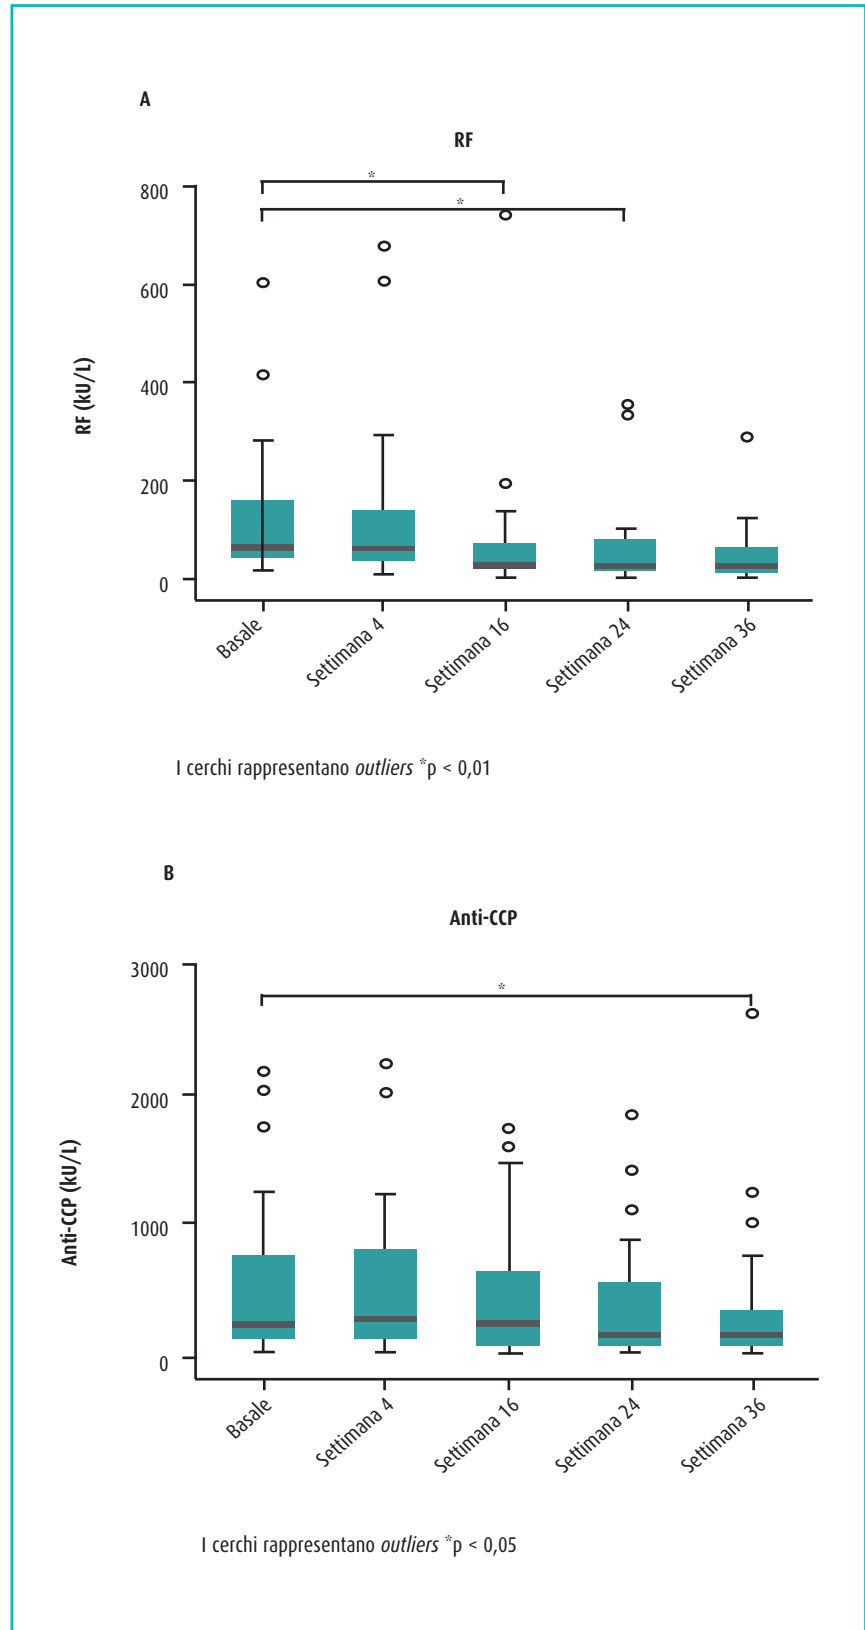 A
RF
*
*
800
600
400
200
0
RF (kU/L)
Basale
Settimana 4
Settimana 16
Settimana 24
Settimana 36
I cerchi rappresentano outliers *p < 0,01
B
Anti-CCP
*
3000
2000
1000
0
Anti-CCP (kU/L)
Basale
Settimana 4
Settimana 16
Settimana 24
Settimana 36
I cerchi rappresentano outliers *p < 0,05